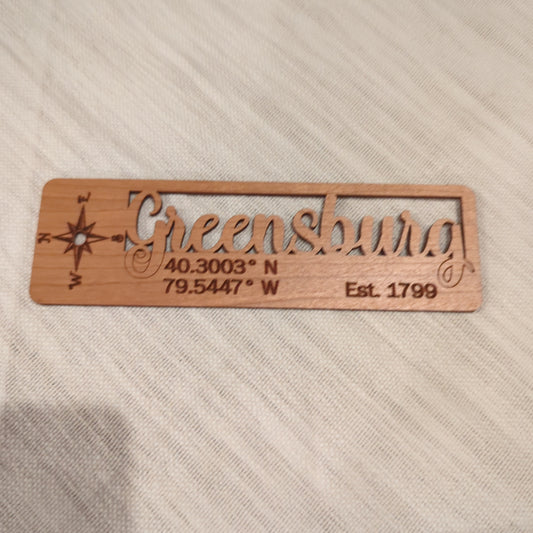 E
N S
W
Greensburg
40.3003° N
79.5447° W
Est. 1799